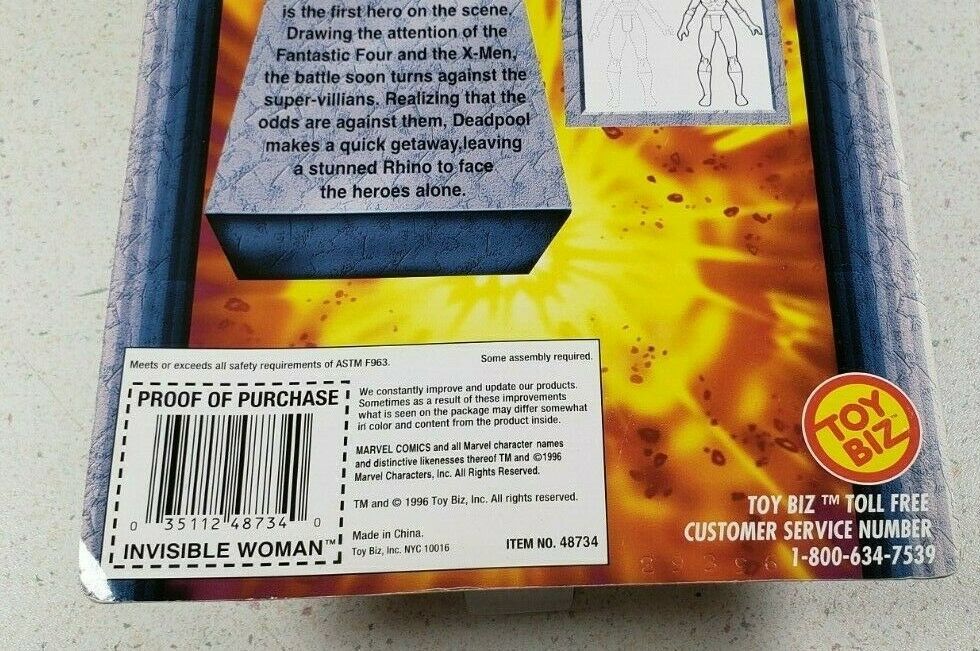 is the first hero on the scene.
Drawing the attention of the
Fantastic Four and the X-Men,
the battle soon turns against the
super-villians. Realizing that the
odds are against them, Deadpool
makes a quick getaway,leaving
a stunned Rhino to face
the heroes alone.
Meets or exceeds all safety requirements of ASTM F963.
Some assembly required.
PROOF OF PURCHASE
0 35112 48734 0
INVISIBLE WOMAN™
We constantly improve and update our products.
Sometimes as a result of these improvements
what is seen on the package may differ somewhat
in color and content from the product inside.
MARVEL COMICS and all Marvel character names
and distinctive likenesses thereof TM and ©1996
Marvel Characters, Inc. All Rights Reserved.
TM and © 1996 Toy Biz, Inc. All rights reserved.
Made in China.
Toy Biz, Inc. NYC 10016
ITEM NO. 48734
TOY
BIZ™
TOY BIZ ™ TOLL FREE
CUSTOMER SERVICE NUMBER
1-800-634-7539